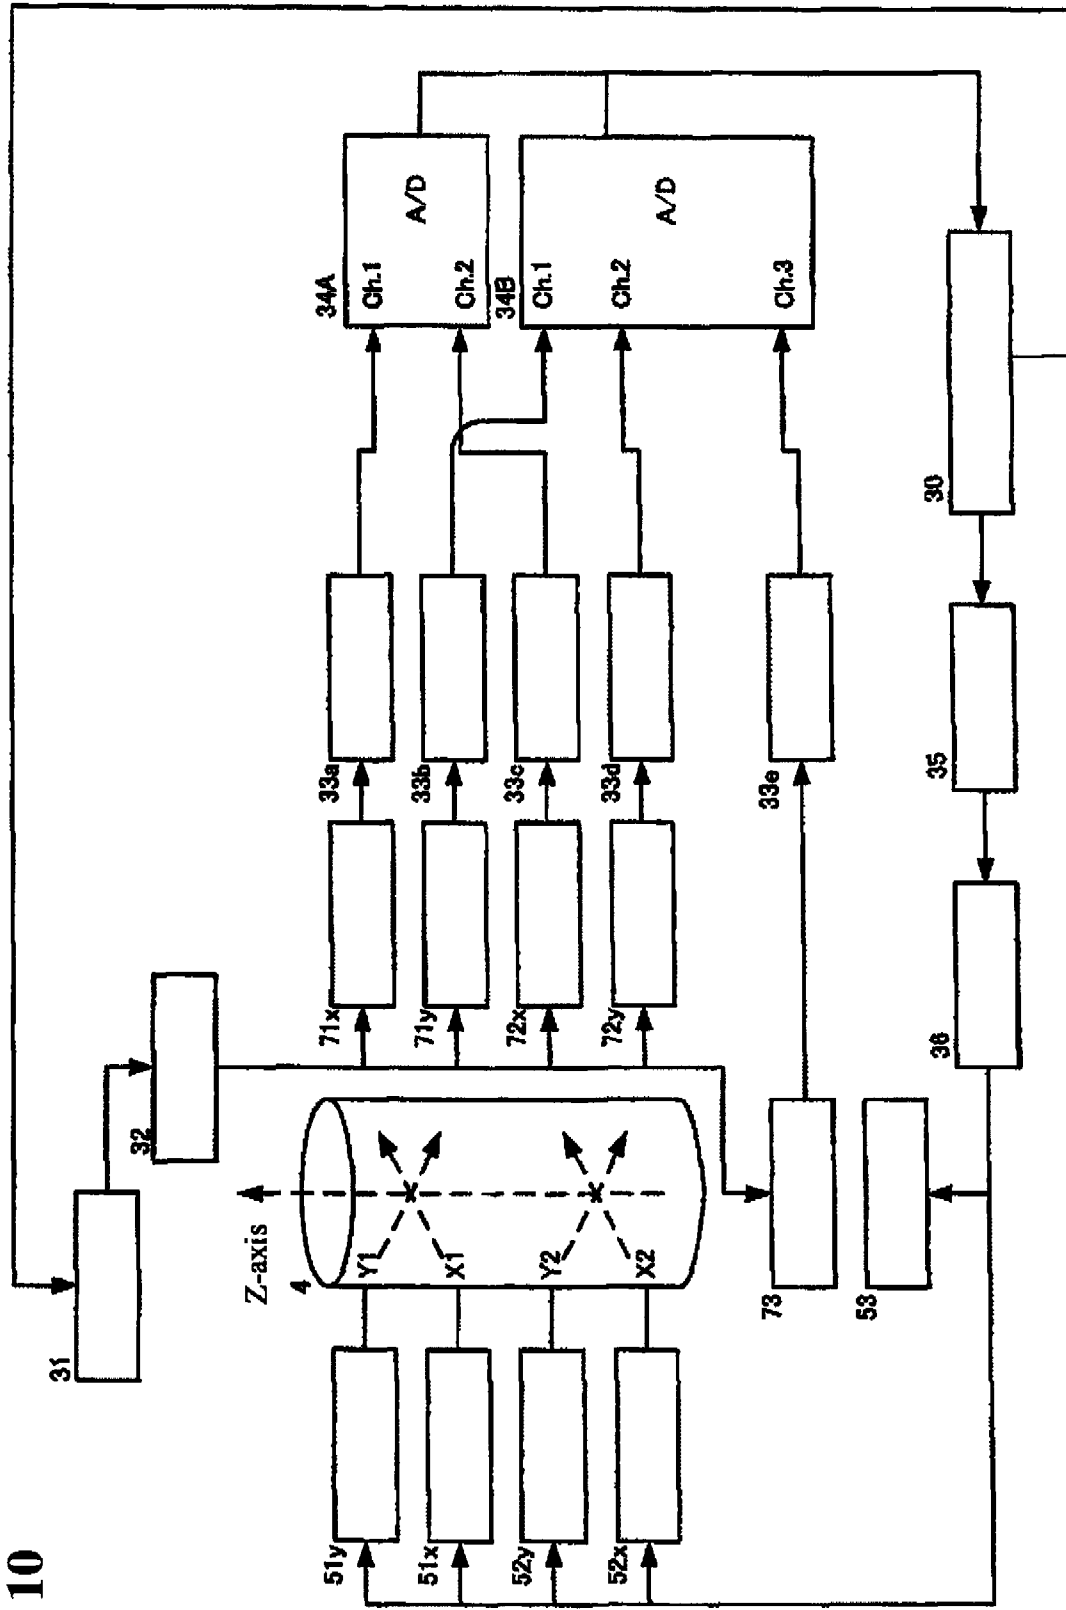 10
31
32
Z-axis
4
Y1
X1
Y2
X2
51y
51x
52y
52x
71x
71y
72x
72y
73
53
33a
33b
33c
33d
33e
34A
Ch.1
Ch.2
A/D
34B
Ch.1
Ch.2
Ch.3
A/D
30
35
36